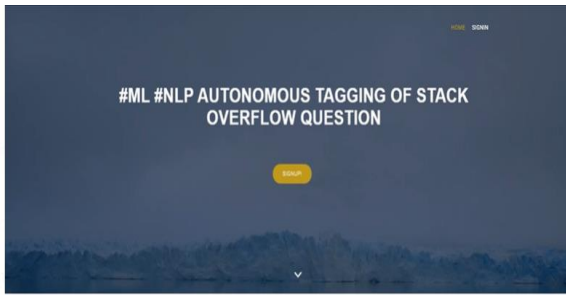 HOME SIGNIN
#ML #NLP AUTONOMOUS TAGGING OF STACK
OVERFLOW QUESTION
SIGNUP